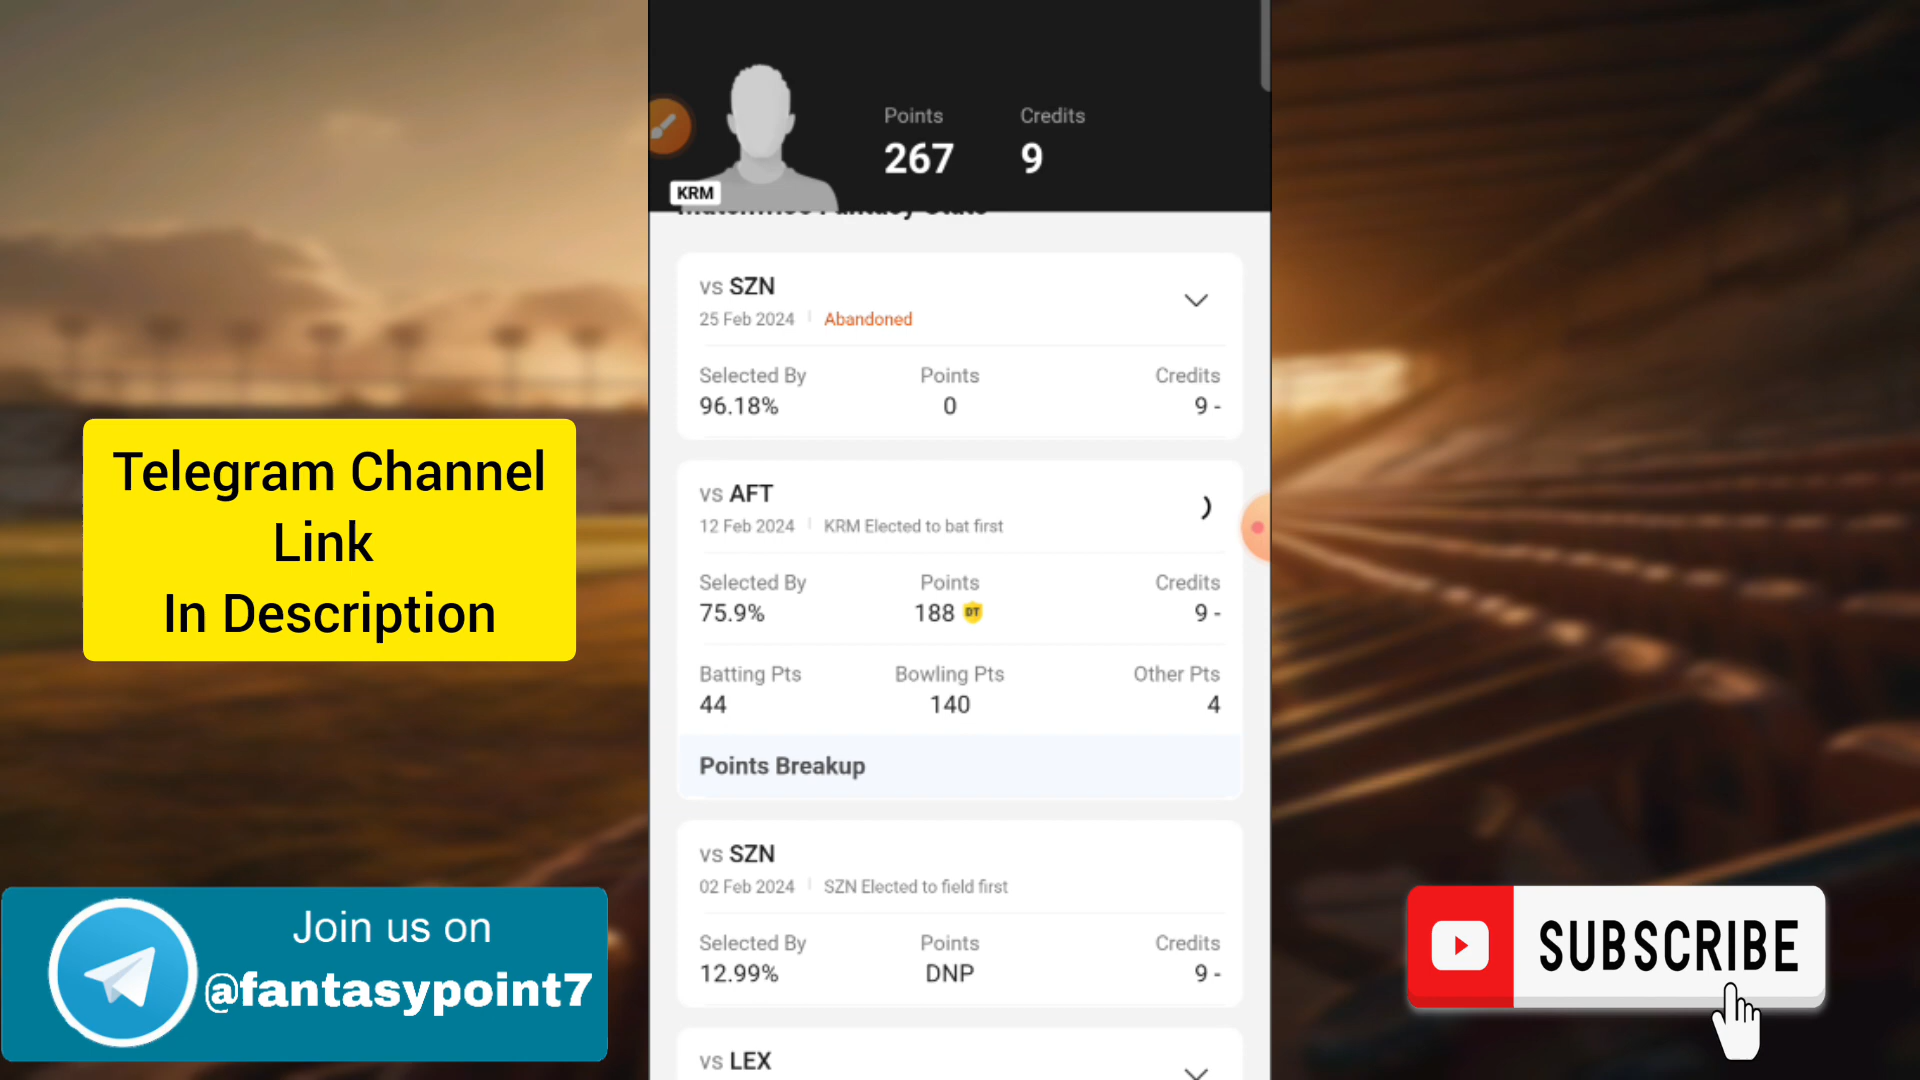 Points
Credits
267
9
KRM
Matchwise Fantasy Stats
vs SZN
25 Feb 2024
Abandoned
Selected By
Points
Credits
96.18%
0
9 -
vs AFT
12 Feb 2024
KRM Elected to bat first
Selected By
Points
Credits
75.9%
188 DT
9 -
Batting Pts
Bowling Pts
Other Pts
44
140
4
Points Breakup
vs SZN
02 Feb 2024
SZN Elected to field first
Selected By
Points
Credits
12.99%
DNP
9 -
vs LEX
Telegram Channel
Link
In Description
Join us on
@fantasypoint7
SUBSCRIBE